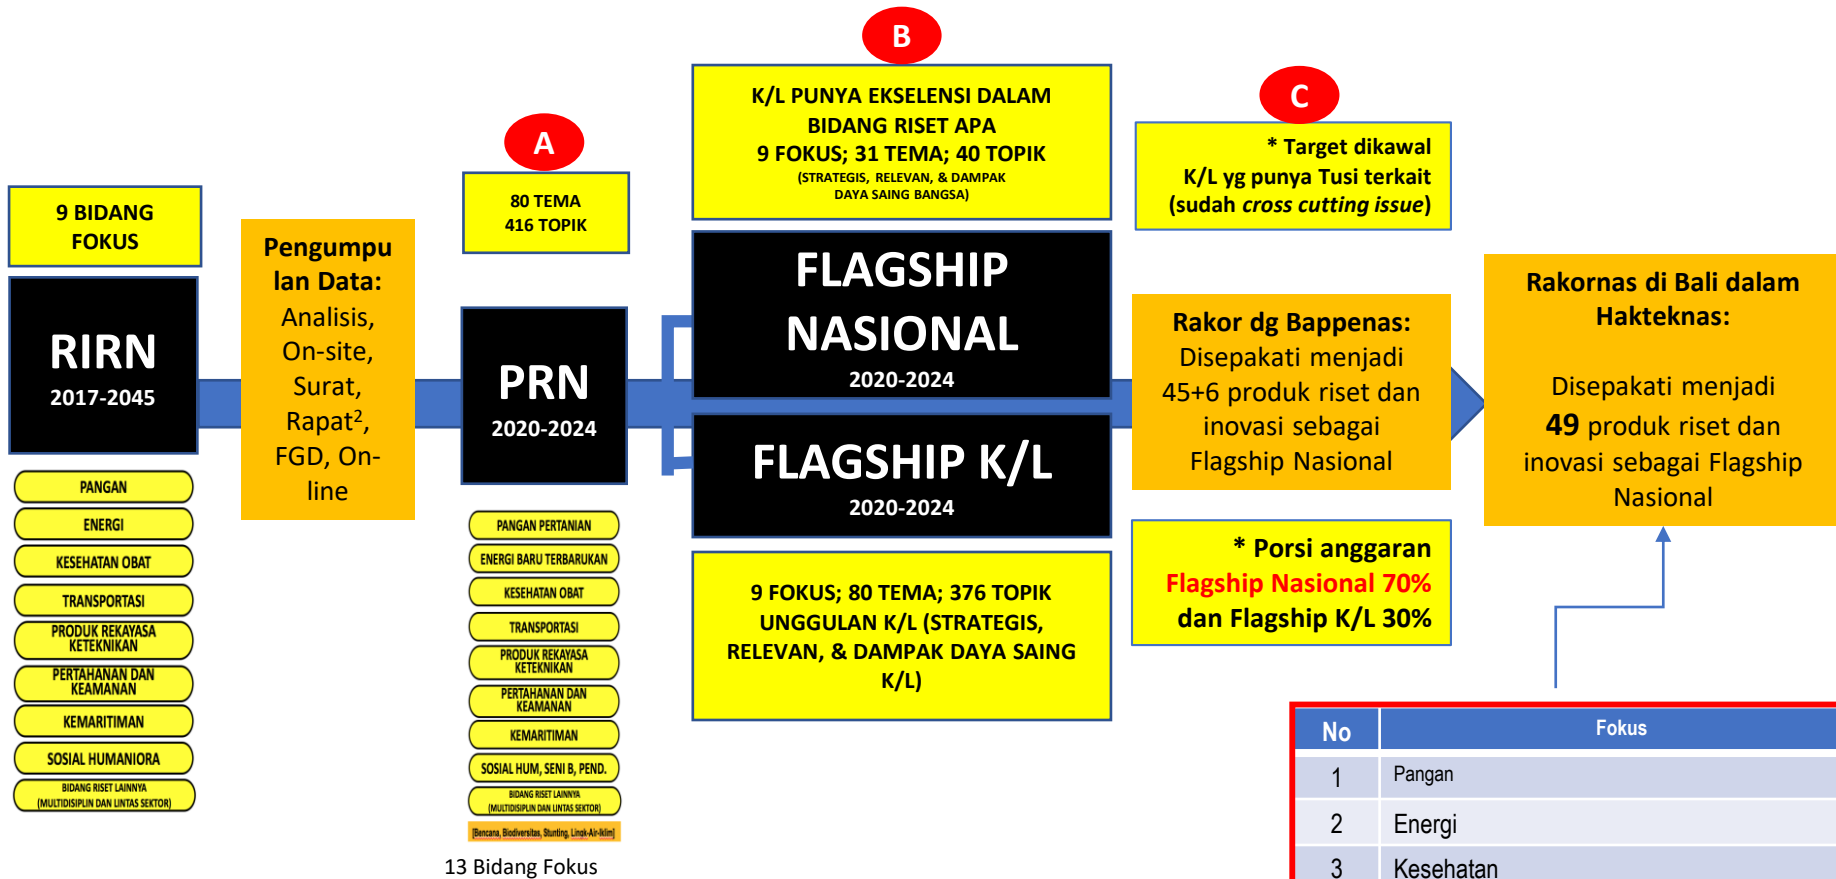 9 BIDANG
FOKUS
RIRN
2017-2045
PANGAN
ENERGI
KESEHATAN OBAT
TRANSPORTASI
PRODUK REKAYASA
KETEKNIKAN
PERTAHANAN DAN
KEAMANAN
KEMARITIMAN
SOSIAL HUMANIORA
BIDANG RISET LAINNYA
(MULTIDISIPLIN DAN LINTAS SEKTOR)
Pengumpu
lan Data:
Analisis,
On-site,
Surat,
Rapat²,
FGD, On-
line
A
80 TEMA
416 TOPIK
PRN
2020-2024
PANGAN PERTANIAN
ENERGI BARU TERBARUKAN
KESEHATAN OBAT
TRANSPORTASI
PRODUK REKAYASA
KETEKNIKAN
PERTAHANAN DAN
KEAMANAN
KEMARITIMAN
SOSIAL HUM, SENI B, PEND.
BIDANG RISET LAINNYA
(MULTIDISIPLIN DAN LINTAS SEKTOR)
[Bencana, Biodiversitas, Stunting, Lingk-Air-Iklim]
13 Bidang Fokus
B
K/L PUNYA EKSELENSI DALAM
BIDANG RISET APA
9 FOKUS; 31 TEMA; 40 TOPIK
(STRATEGIS, RELEVAN, & DAMPAK
DAYA SAING BANGSA)
FLAGSHIP
NASIONAL
2020-2024
FLAGSHIP K/L
2020-2024
9 FOKUS; 80 TEMA; 376 TOPIK
UNGGULAN K/L (STRATEGIS,
RELEVAN, & DAMPAK DAYA SAING
K/L)
C
* Target dikawal
K/L yg punya Tusi terkait
(sudah cross cutting issue)
Rakor dg Bappenas:
Disepakati menjadi
45+6 produk riset dan
inovasi sebagai
Flagship Nasional
* Porsi anggaran
Flagship Nasional 70%
dan Flagship K/L 30%
Rakornas di Bali dalam
Hakteknas:
Disepakati menjadi
49 produk riset dan
inovasi sebagai Flagship
Nasional
No Fokus
1 Pangan
2 Energi
3 Kesehatan